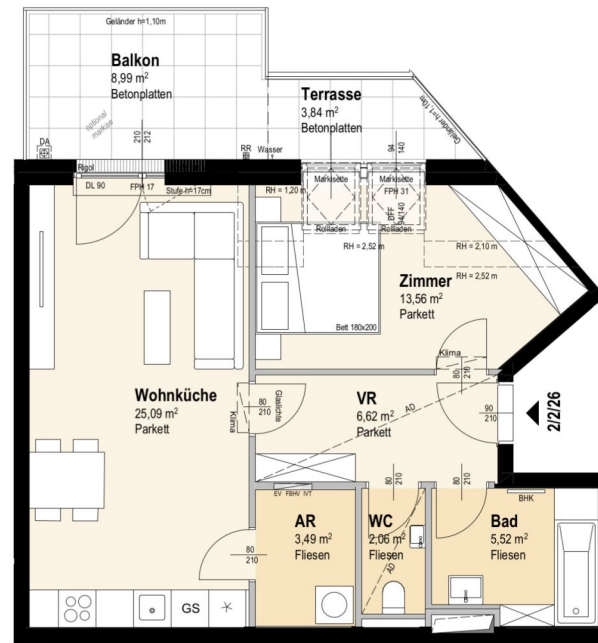 Geländer h=1,10m
Balkon
8,99 m²
Betonplatten
optional
markise
Terrasse
3,84 m²
Betonplatten
Geländer h=1,10m
DA
210
212
RR
Wasser
94
140
Rigol
DL 90
FPH 17
Stufe h=17cm
RH = 1,20 m
Markisette
Markisette
FPH 31
DFF
94/140
Rollladen
Rollladen
RH = 2,52 m
RH = 2,10 m
RH = 2,52 m
Zimmer
13,56 m²
Parkett
Bett 180x200
Klima
80
210
Wohnküche
25,09 m²
Parkett
Klima
80
210
Glaslichte
VR
6,62 m²
Parkett
AD
90
210
2/2/26
80
210
80
210
EV FBHV IVT
BHK
AR
3,49 m²
Fliesen
WC
2,06 m²
Fliesen
AD
Bad
5,52 m²
Fliesen
80
210
GS